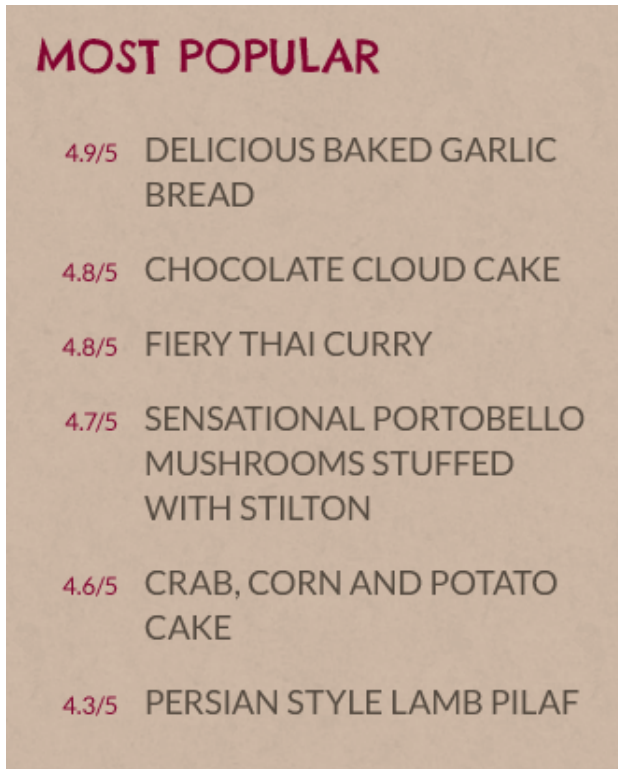 MOST POPULAR
4.9/5 DELICIOUS BAKED GARLIC
BREAD
4.8/5 CHOCOLATE CLOUD CAKE
4.8/5 FIERY THAI CURRY
4.7/5 SENSATIONAL PORTOBELLO
MUSHROOMS STUFFED
WITH STILTON
4.6/5 CRAB, CORN AND POTATO
CAKE
4.3/5 PERSIAN STYLE LAMB PILAF